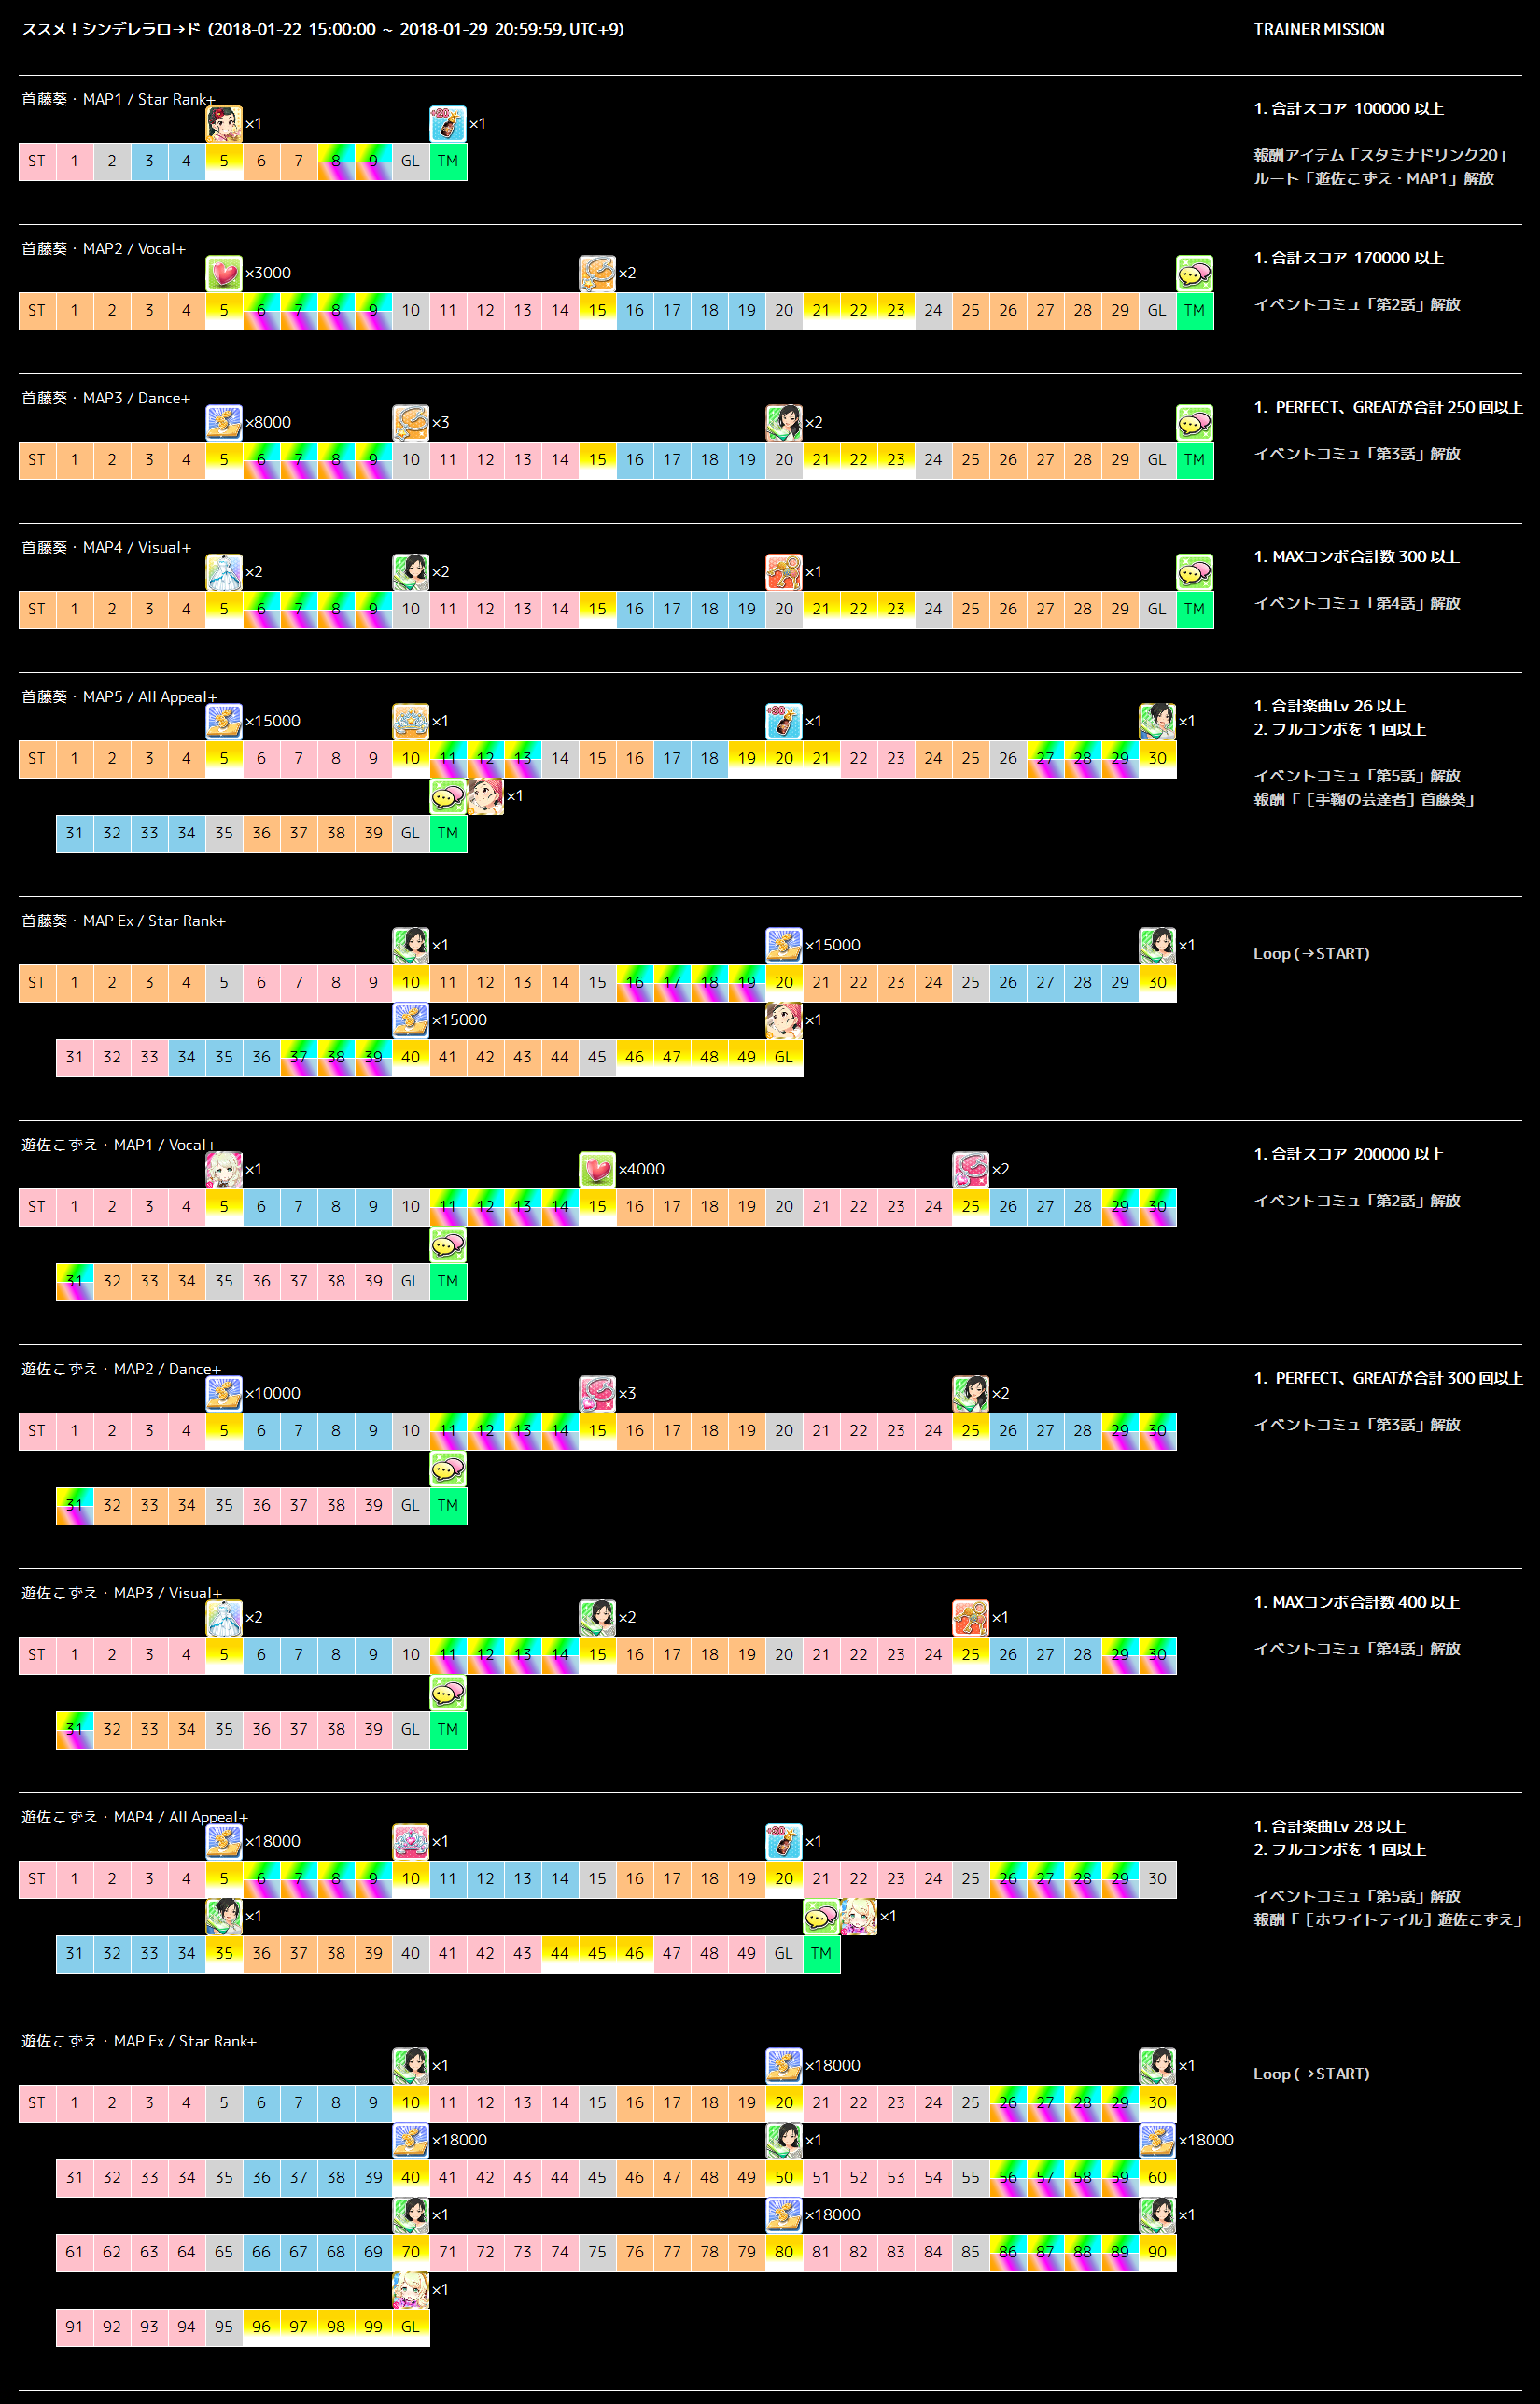 ススメ！シンデレラロード (2018-01-22 15:00:00 ~ 2018-01-29 20:59:59, UTC+9) TRAINER MISSION
首藤葵・MAP1 / Star Rank+
×1 +20 ×1
ST 1 2 3 4 5 6 7 8 9 GL TM
1. 合計スコア 100000 以上
報酬アイテム「スタミナドリンク20」
ルート「遊佐こずえ・MAP1」解放
首藤葵・MAP2 / Vocal+
×3000 ×2
ST 1 2 3 4 5 6 7 8 9 10 11 12 13 14 15 16 17 18 19 20 21 22 23 24 25 26 27 28 29 GL TM
1. 合計スコア 170000 以上
イベントコミュ「第2話」解放
首藤葵・MAP3 / Dance+
×8000 ×3 ×2
ST 1 2 3 4 5 6 7 8 9 10 11 12 13 14 15 16 17 18 19 20 21 22 23 24 25 26 27 28 29 GL TM
1. PERFECT、GREATが合計 250 回以上
イベントコミュ「第3話」解放
首藤葵・MAP4 / Visual+
×2 ×2 ×1
ST 1 2 3 4 5 6 7 8 9 10 11 12 13 14 15 16 17 18 19 20 21 22 23 24 25 26 27 28 29 GL TM
1. MAXコンボ合計数 300 以上
イベントコミュ「第4話」解放
首藤葵・MAP5 / All Appeal+
×15000 ×1 +30 ×1 ×1
ST 1 2 3 4 5 6 7 8 9 10 11 12 13 14 15 16 17 18 19 20 21 22 23 24 25 26 27 28 29 30
×1
31 32 33 34 35 36 37 38 39 GL TM
1. 合計楽曲Lv 26 以上
2. フルコンボを 1 回以上
イベントコミュ「第5話」解放
報酬「［手鞠の芸達者］首藤葵」
首藤葵・MAP Ex / Star Rank+
×1 ×15000 ×1
ST 1 2 3 4 5 6 7 8 9 10 11 12 13 14 15 16 17 18 19 20 21 22 23 24 25 26 27 28 29 30
×15000 ×1
31 32 33 34 35 36 37 38 39 40 41 42 43 44 45 46 47 48 49 GL
Loop (→START)
遊佐こずえ・MAP1 / Vocal+
×1 ×4000 ×2
ST 1 2 3 4 5 6 7 8 9 10 11 12 13 14 15 16 17 18 19 20 21 22 23 24 25 26 27 28 29 30
31 32 33 34 35 36 37 38 39 GL TM
1. 合計スコア 200000 以上
イベントコミュ「第2話」解放
遊佐こずえ・MAP2 / Dance+
×10000 ×3 ×2
ST 1 2 3 4 5 6 7 8 9 10 11 12 13 14 15 16 17 18 19 20 21 22 23 24 25 26 27 28 29 30
31 32 33 34 35 36 37 38 39 GL TM
1. PERFECT、GREATが合計 300 回以上
イベントコミュ「第3話」解放
遊佐こずえ・MAP3 / Visual+
×2 ×2 ×1
ST 1 2 3 4 5 6 7 8 9 10 11 12 13 14 15 16 17 18 19 20 21 22 23 24 25 26 27 28 29 30
31 32 33 34 35 36 37 38 39 GL TM
1. MAXコンボ合計数 400 以上
イベントコミュ「第4話」解放
遊佐こずえ・MAP4 / All Appeal+
×18000 ×1 +30 ×1
ST 1 2 3 4 5 6 7 8 9 10 11 12 13 14 15 16 17 18 19 20 21 22 23 24 25 26 27 28 29 30
×1 ×1
31 32 33 34 35 36 37 38 39 40 41 42 43 44 45 46 47 48 49 GL TM
1. 合計楽曲Lv 28 以上
2. フルコンボを 1 回以上
イベントコミュ「第5話」解放
報酬「［ホワイトテイル］遊佐こずえ」
遊佐こずえ・MAP Ex / Star Rank+
×1 ×18000 ×1
ST 1 2 3 4 5 6 7 8 9 10 11 12 13 14 15 16 17 18 19 20 21 22 23 24 25 26 27 28 29 30
×18000 ×1 ×18000
31 32 33 34 35 36 37 38 39 40 41 42 43 44 45 46 47 48 49 50 51 52 53 54 55 56 57 58 59 60
×1 ×18000 ×1
61 62 63 64 65 66 67 68 69 70 71 72 73 74 75 76 77 78 79 80 81 82 83 84 85 86 87 88 89 90
×1
91 92 93 94 95 96 97 98 99 GL
Loop (→START)